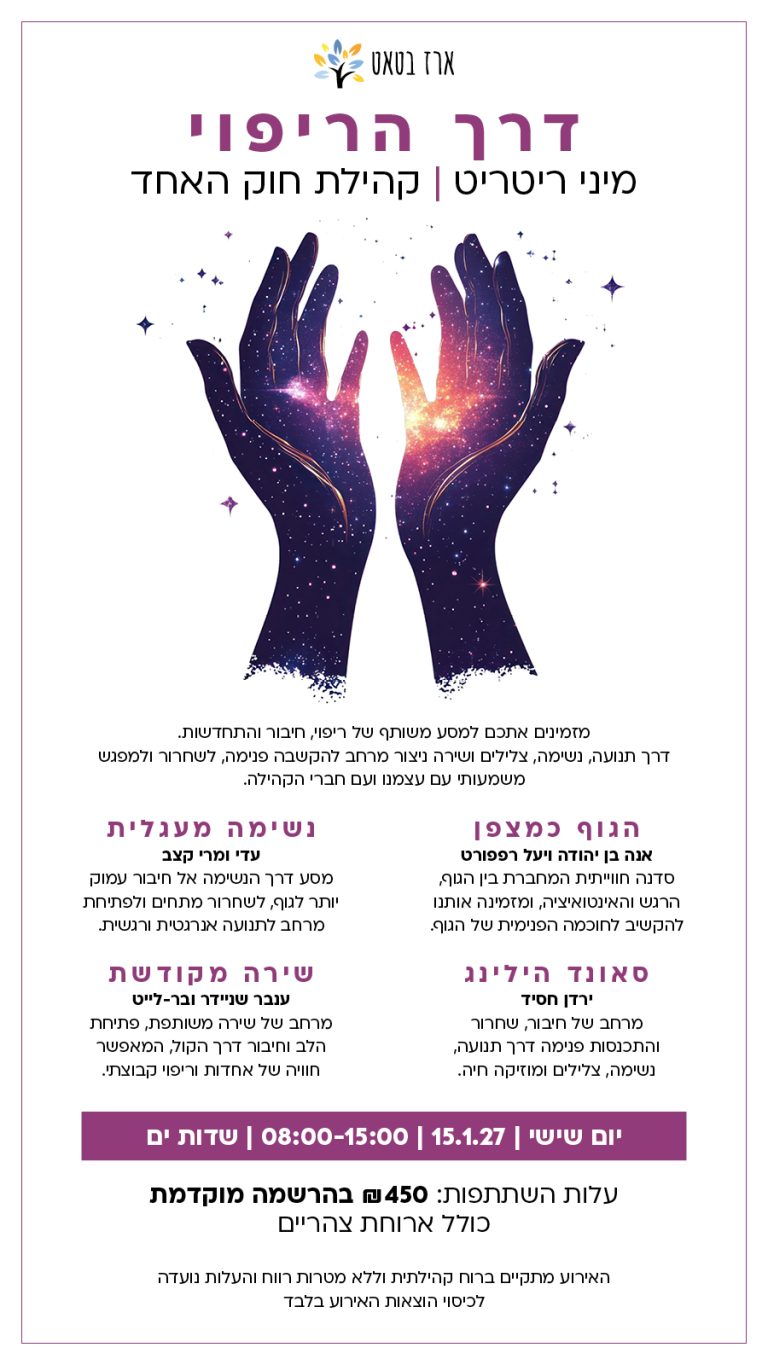 ארז בטאט
דרך הריפוי
מיני ריטריט | קהילת חוק האחד
מזמינים אתכם למסע משותף של ריפוי, חיבור והתחדשות.
דרך תנועה, נשימה, צלילים ושירה ניצור מרחב להקשבה פנימה, לשחרור ולמפגש
משמעותי עם עצמנו ועם חברי הקהילה.
הגוף כמצפן
אנה בן יהודה ויעל רפפורט
סדנה חווייתית המחברת בין הגוף,
הרגש והאינטואיציה, ומזמינה אותנו
להקשיב לחוכמה הפנימית של הגוף.
נשימה מעגלית
עדי ומרי קצב
מסע דרך הנשימה אל חיבור עמוק
יותר לגוף, לשחרור מתחים ולפתיחת
מרחב לתנועה אנרגטית ורגשית.
סאונד הילינג
ירדן חסיד
מרחב של חיבור, שחרור
והתכנסות פנימה דרך תנועה,
נשימה, צלילים ומוזיקה חיה.
שירה מקודשת
ענבר שניידר ובר-לייט
מרחב של שירה משותפת, פתיחת
הלב וחיבור דרך הקול, המאפשר
חוויה של אחדות וריפוי קבוצתי.
יום שישי | 15.1.27 | 08:00-15:00 | שדות ים
עלות השתתפות: 450₪ בהרשמה מוקדמת
כולל ארוחת צהריים
האירוע מתקיים ברוח קהילתית וללא מטרות רווח והעלות נועדה
לכיסוי הוצאות האירוע בלבד